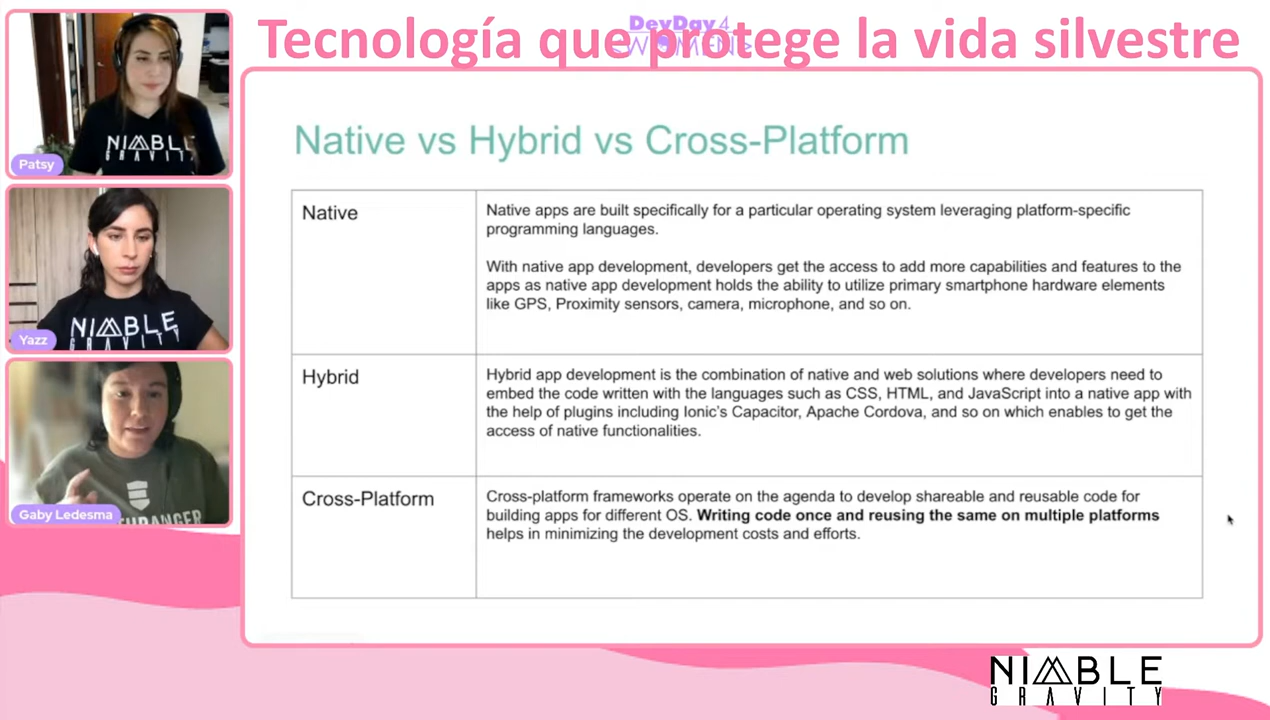 DevDay4
<WOMEN>
Tecnología que protege la vida silvestre
NIMBLE
GRAVITY
Patsy
NIMBLE
GRAVITY
Yazz
Gaby Ledesma
Native vs Hybrid vs Cross-Platform
Native
Native apps are built specifically for a particular operating system leveraging platform-specific
programming languages.
With native app development, developers get the access to add more capabilities and features to the
apps as native app development holds the ability to utilize primary smartphone hardware elements
like GPS, Proximity sensors, camera, microphone, and so on.
Hybrid
Hybrid app development is the combination of native and web solutions where developers need to
embed the code written with the languages such as CSS, HTML, and JavaScript into a native app with
the help of plugins including Ionic's Capacitor, Apache Cordova, and so on which enables to get the
access of native functionalities.
Cross-Platform
Cross-platform frameworks operate on the agenda to develop shareable and reusable code for
building apps for different OS. Writing code once and reusing the same on multiple platforms
helps in minimizing the development costs and efforts.
NIMBLE
GRAVITY